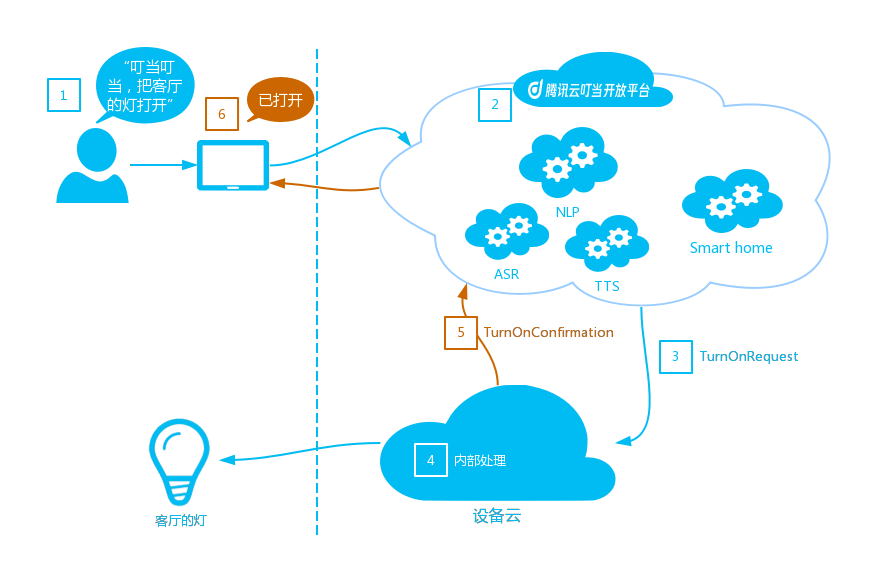 1
“叮当叮
当，把客厅
的灯打开”
6
已打开
2
腾讯云叮当开放平台
NLP
ASR
TTS
Smart home
5
TurnOnConfirmation
3
TurnOnRequest
4
内部处理
设备云
客厅的灯